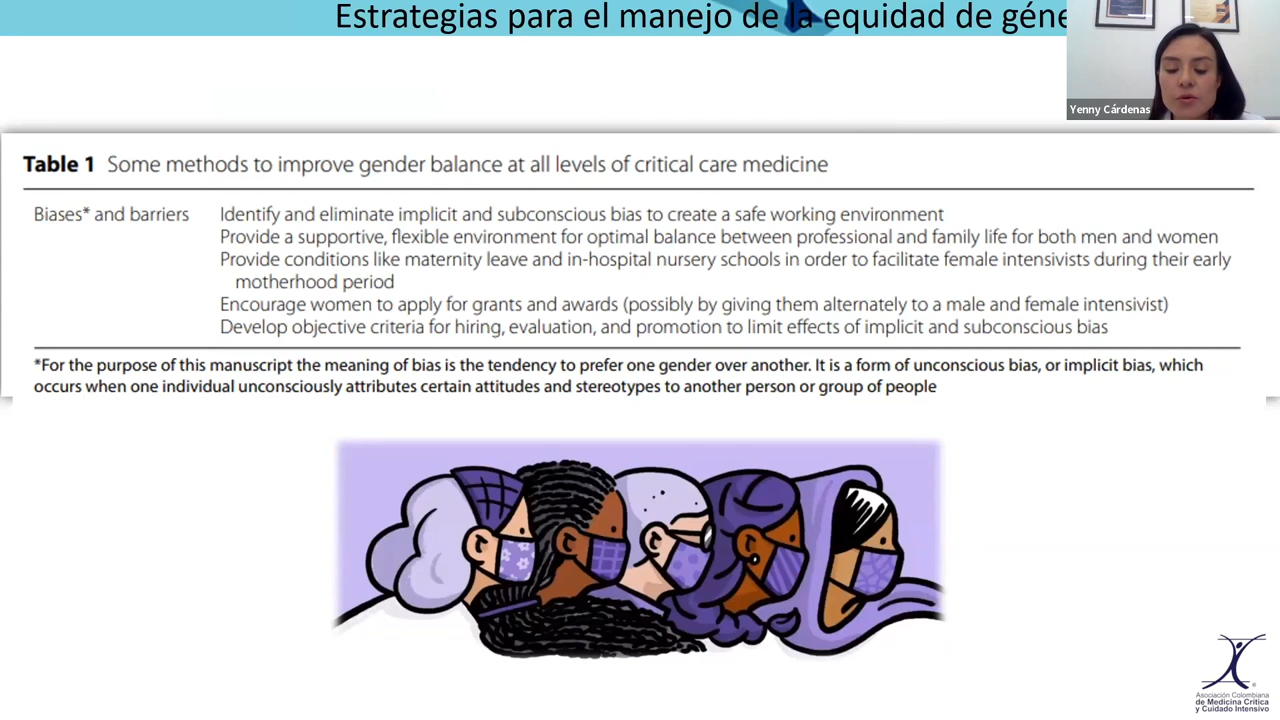 Estrategias para el manejo de la equidad de géne
Yenny Cárdenas
Table 1 Some methods to improve gender balance at all levels of critical care medicine
Biases* and barriers Identify and eliminate implicit and subconscious bias to create a safe working environment
Provide a supportive, flexible environment for optimal balance between professional and family life for both men and women
Provide conditions like maternity leave and in-hospital nursery schools in order to facilitate female intensivists during their early
motherhood period
Encourage women to apply for grants and awards (possibly by giving them alternately to a male and female intensivist)
Develop objective criteria for hiring, evaluation, and promotion to limit effects of implicit and subconscious bias
*For the purpose of this manuscript the meaning of bias is the tendency to prefer one gender over another. It is a form of unconscious bias, or implicit bias, which
occurs when one individual unconsciously attributes certain attitudes and stereotypes to another person or group of people
Asociación Colombiana
de Medicina Crítica
y Cuidado Intensivo